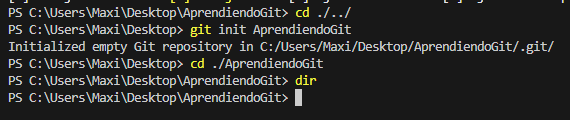 PS C:\Users\Maxi\Desktop\AprendiendoGit> cd ./../
PS C:\Users\Maxi\Desktop> git init AprendiendoGit
Initialized empty Git repository in C:/Users/Maxi/Desktop/AprendiendoGit/.git/
PS C:\Users\Maxi\Desktop> cd ./AprendiendoGit
PS C:\Users\Maxi\Desktop\AprendiendoGit> dir
PS C:\Users\Maxi\Desktop\AprendiendoGit>